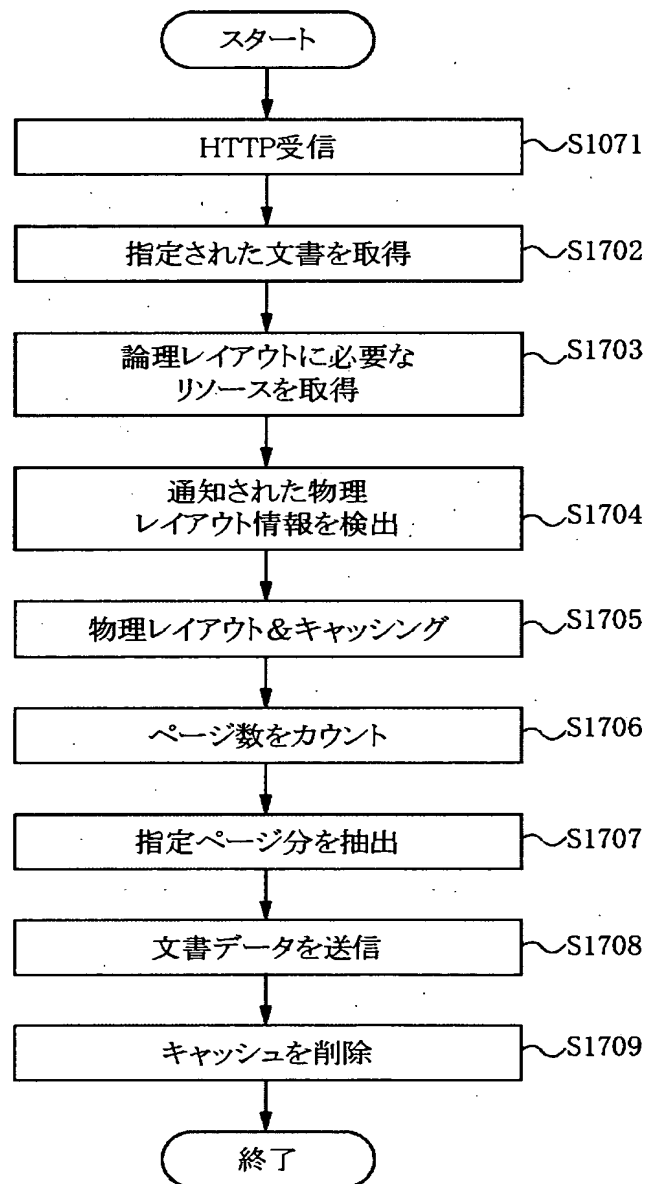 スタート
HTTP受信
S1071
指定された文書を取得
S1702
論理レイアウトに必要な
リソースを取得
S1703
通知された物理
レイアウト情報を検出
S1704
物理レイアウト&キャッシング
S1705
ページ数をカウント
S1706
指定ページ分を抽出
S1707
文書データを送信
S1708
キャッシュを削除
S1709
終了